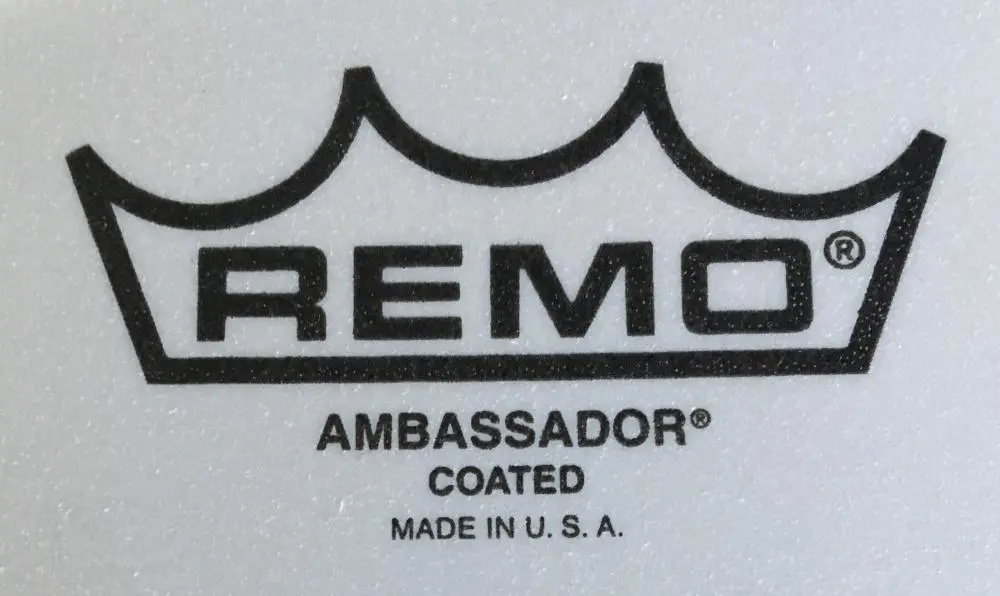 REMO®
AMBASSADOR®
COATED
MADE IN U. S. A.